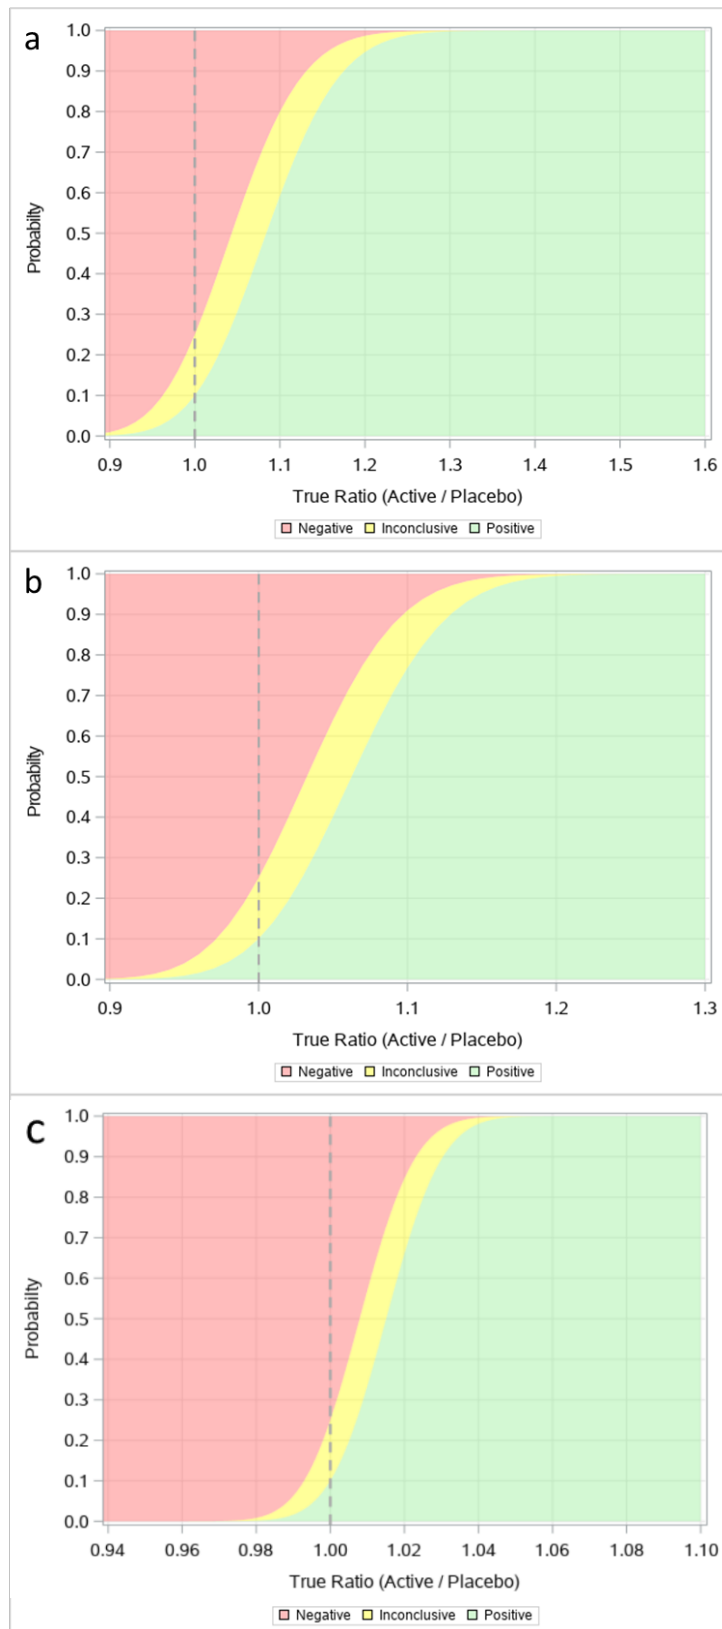 a
1.0
0.9
0.8
0.7
0.6
0.5
0.4
0.3
0.2
0.1
0.0
Probabilty
0.9 1.0 1.1 1.2 1.3 1.4 1.5 1.6
True Ratio (Active / Placebo)
Negative Inconclusive Positive
b
1.0
0.9
0.8
0.7
0.6
0.5
0.4
0.3
0.2
0.1
0.0
Probabilty
0.9 1.0 1.1 1.2 1.3
True Ratio (Active / Placebo)
Negative Inconclusive Positive
c
1.0
0.9
0.8
0.7
0.6
0.5
0.4
0.3
0.2
0.1
0.0
Probabilty
0.94 0.96 0.98 1.00 1.02 1.04 1.06 1.08 1.10
True Ratio (Active / Placebo)
Negative Inconclusive Positive